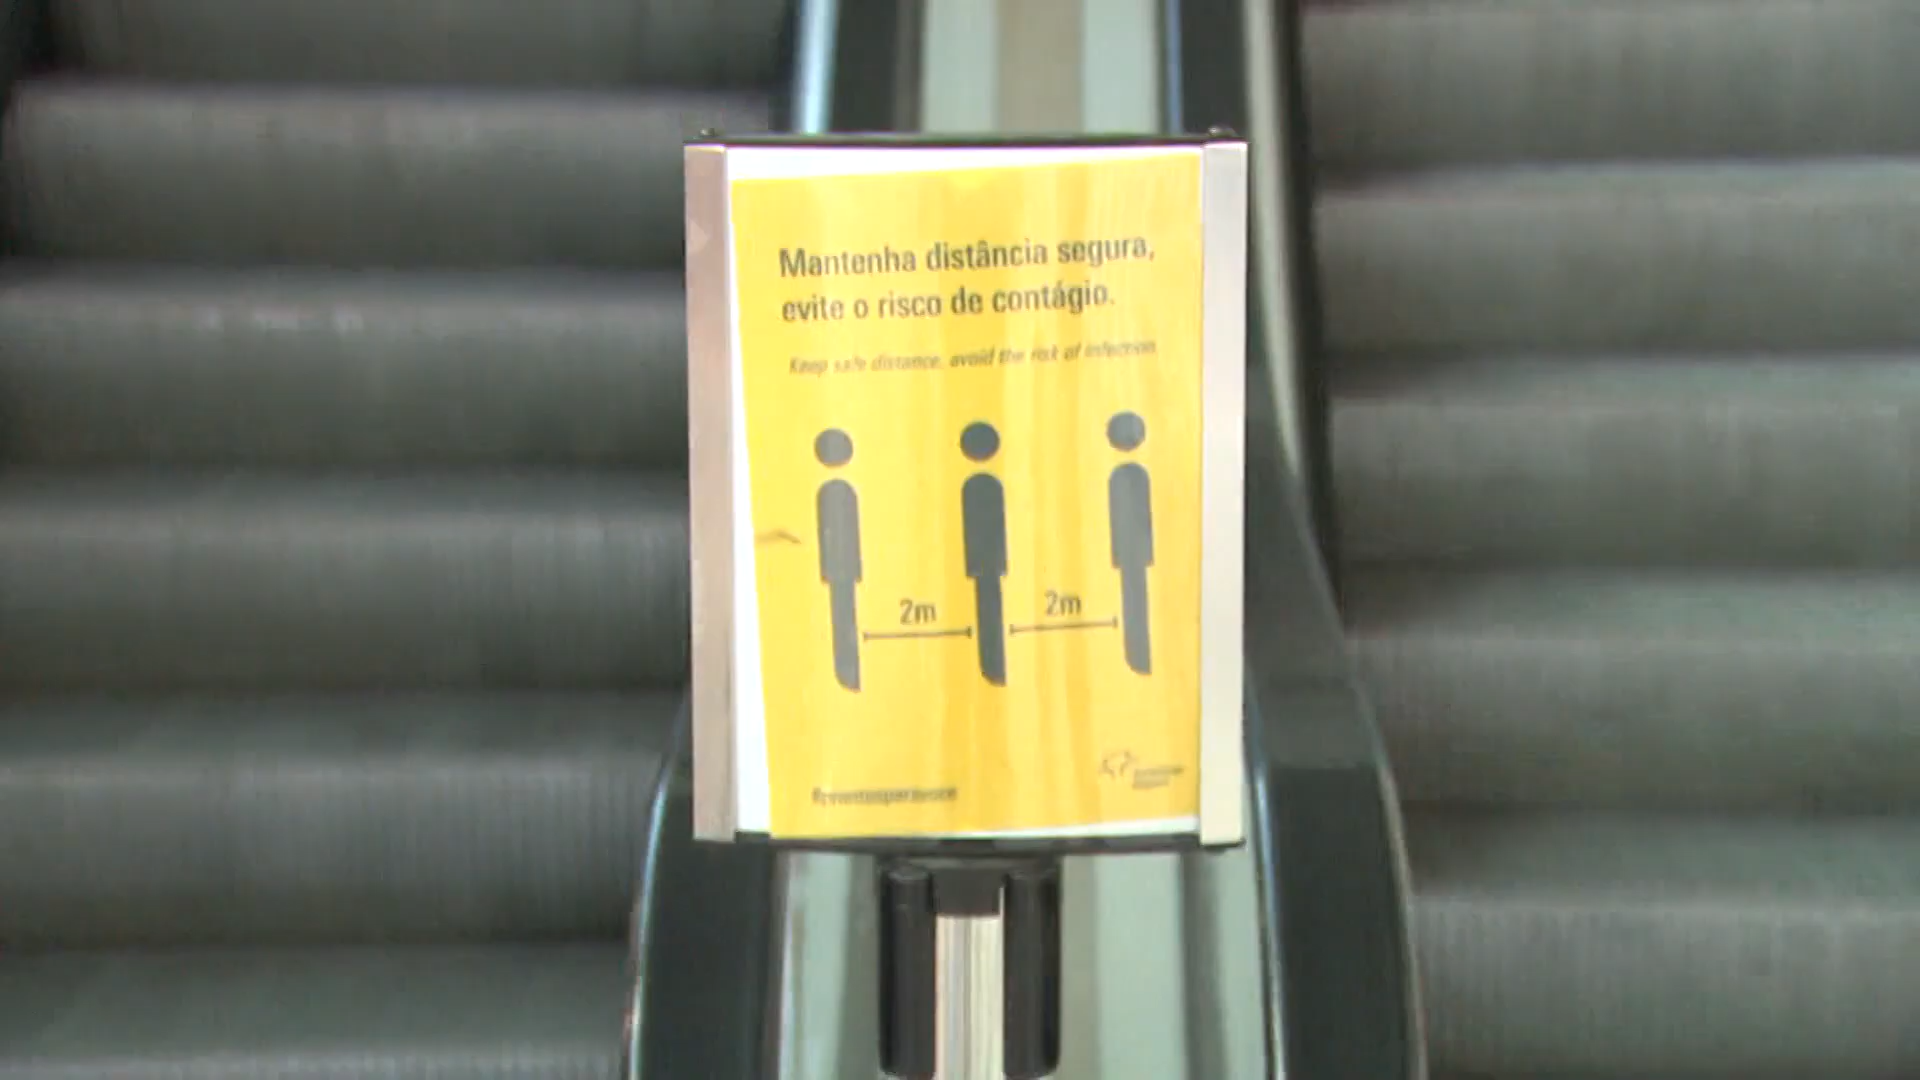 Mantenha distância segura,
evite o risco de contágio.
Keep safe distance, avoid the risk of infection.
2m
2m